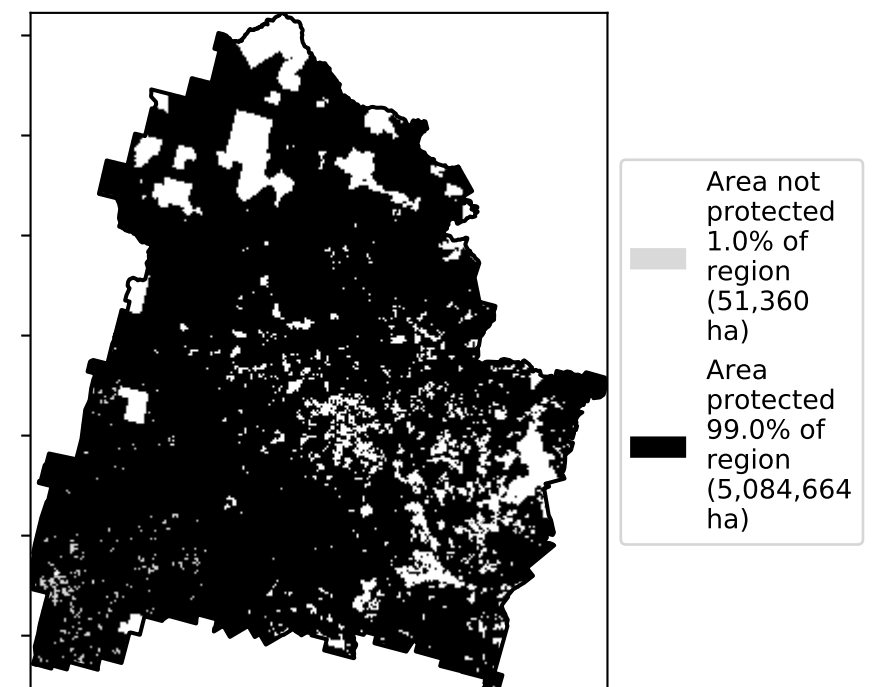 Area not
protected
1.0% of
region
(51,360
ha)
Area
protected
99.0% of
region
(5,084,664
ha)